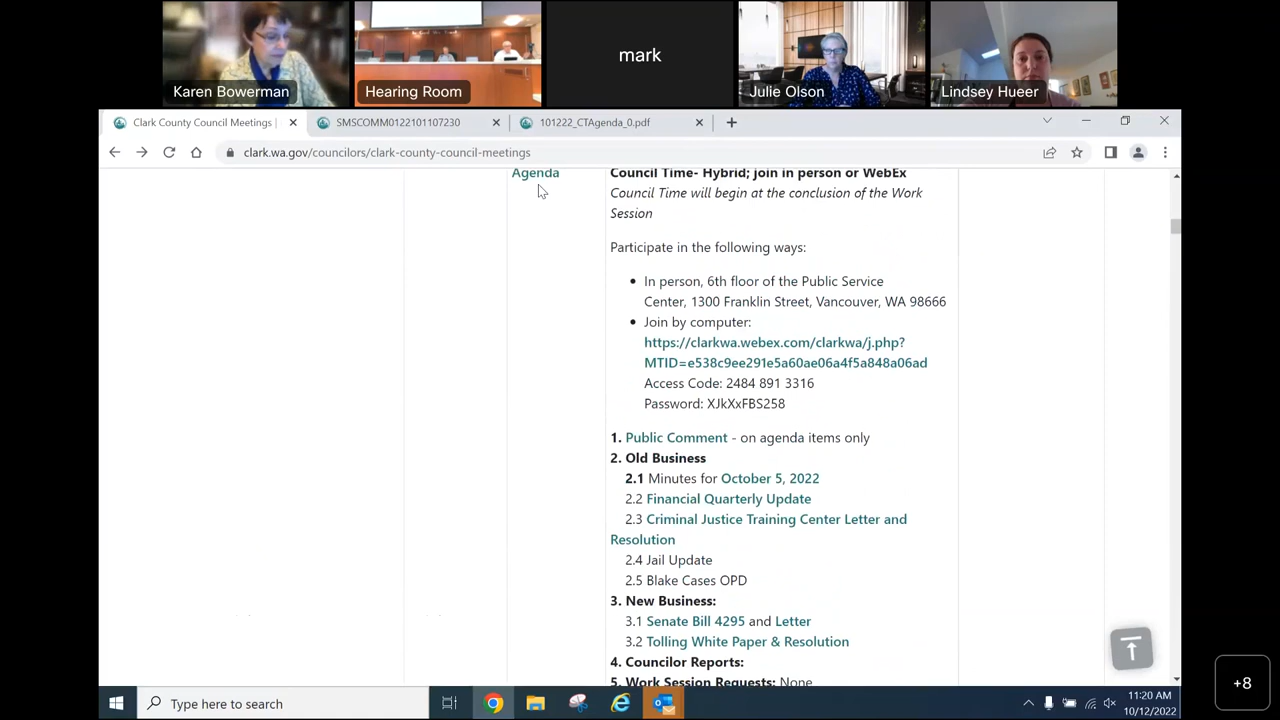 mark
Karen Bowerman
Hearing Room
Julie Olson
Lindsey Hueer
Clark County Council Meetings |
SMSCOMM0122101107230
101222_CTAgenda_0.pdf
clark.wa.gov/councilors/clark-county-council-meetings
Agenda
Council Time- Hybrid; join in person or WebEx
Council Time will begin at the conclusion of the Work
Session
Participate in the following ways:
In person, 6th floor of the Public Service
Center, 1300 Franklin Street, Vancouver, WA 98666
Join by computer:
https://clarkwa.webex.com/clarkwa/j.php?
MTID=e538c9ee291e5a60ae06a4f5a848a06ad
Access Code: 2484 891 3316
Password: XJkXxFBS258
1. Public Comment - on agenda items only
2. Old Business
2.1 Minutes for October 5, 2022
2.2 Financial Quarterly Update
2.3 Criminal Justice Training Center Letter and
Resolution
2.4 Jail Update
2.5 Blake Cases OPD
3. New Business:
3.1 Senate Bill 4295 and Letter
3.2 Tolling White Paper & Resolution
4. Councilor Reports:
5. Work Session Requests: None
+8
Type here to search
11:20 AM
10/12/2022